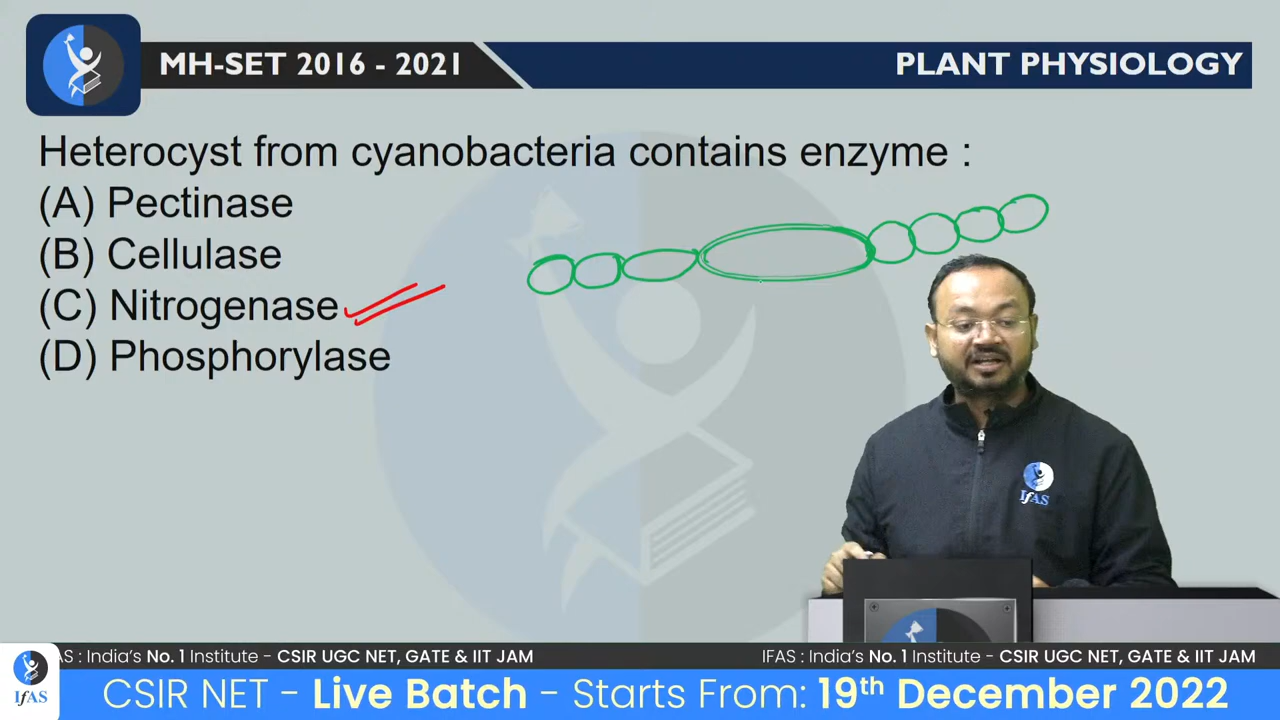 MH-SET 2016 - 2021
PLANT PHYSIOLOGY
Heterocyst from cyanobacteria contains enzyme :
(A) Pectinase
(B) Cellulase
(C) Nitrogenase
(D) Phosphorylase
IfAS
AS : India's No. 1 Institute - CSIR UGC NET, GATE & IIT JAM
IFAS : India's No. 1 Institute - CSIR UGC NET, GATE & IIT JAM
IfAS
CSIR NET - Live Batch - Starts From: 19th December 2022